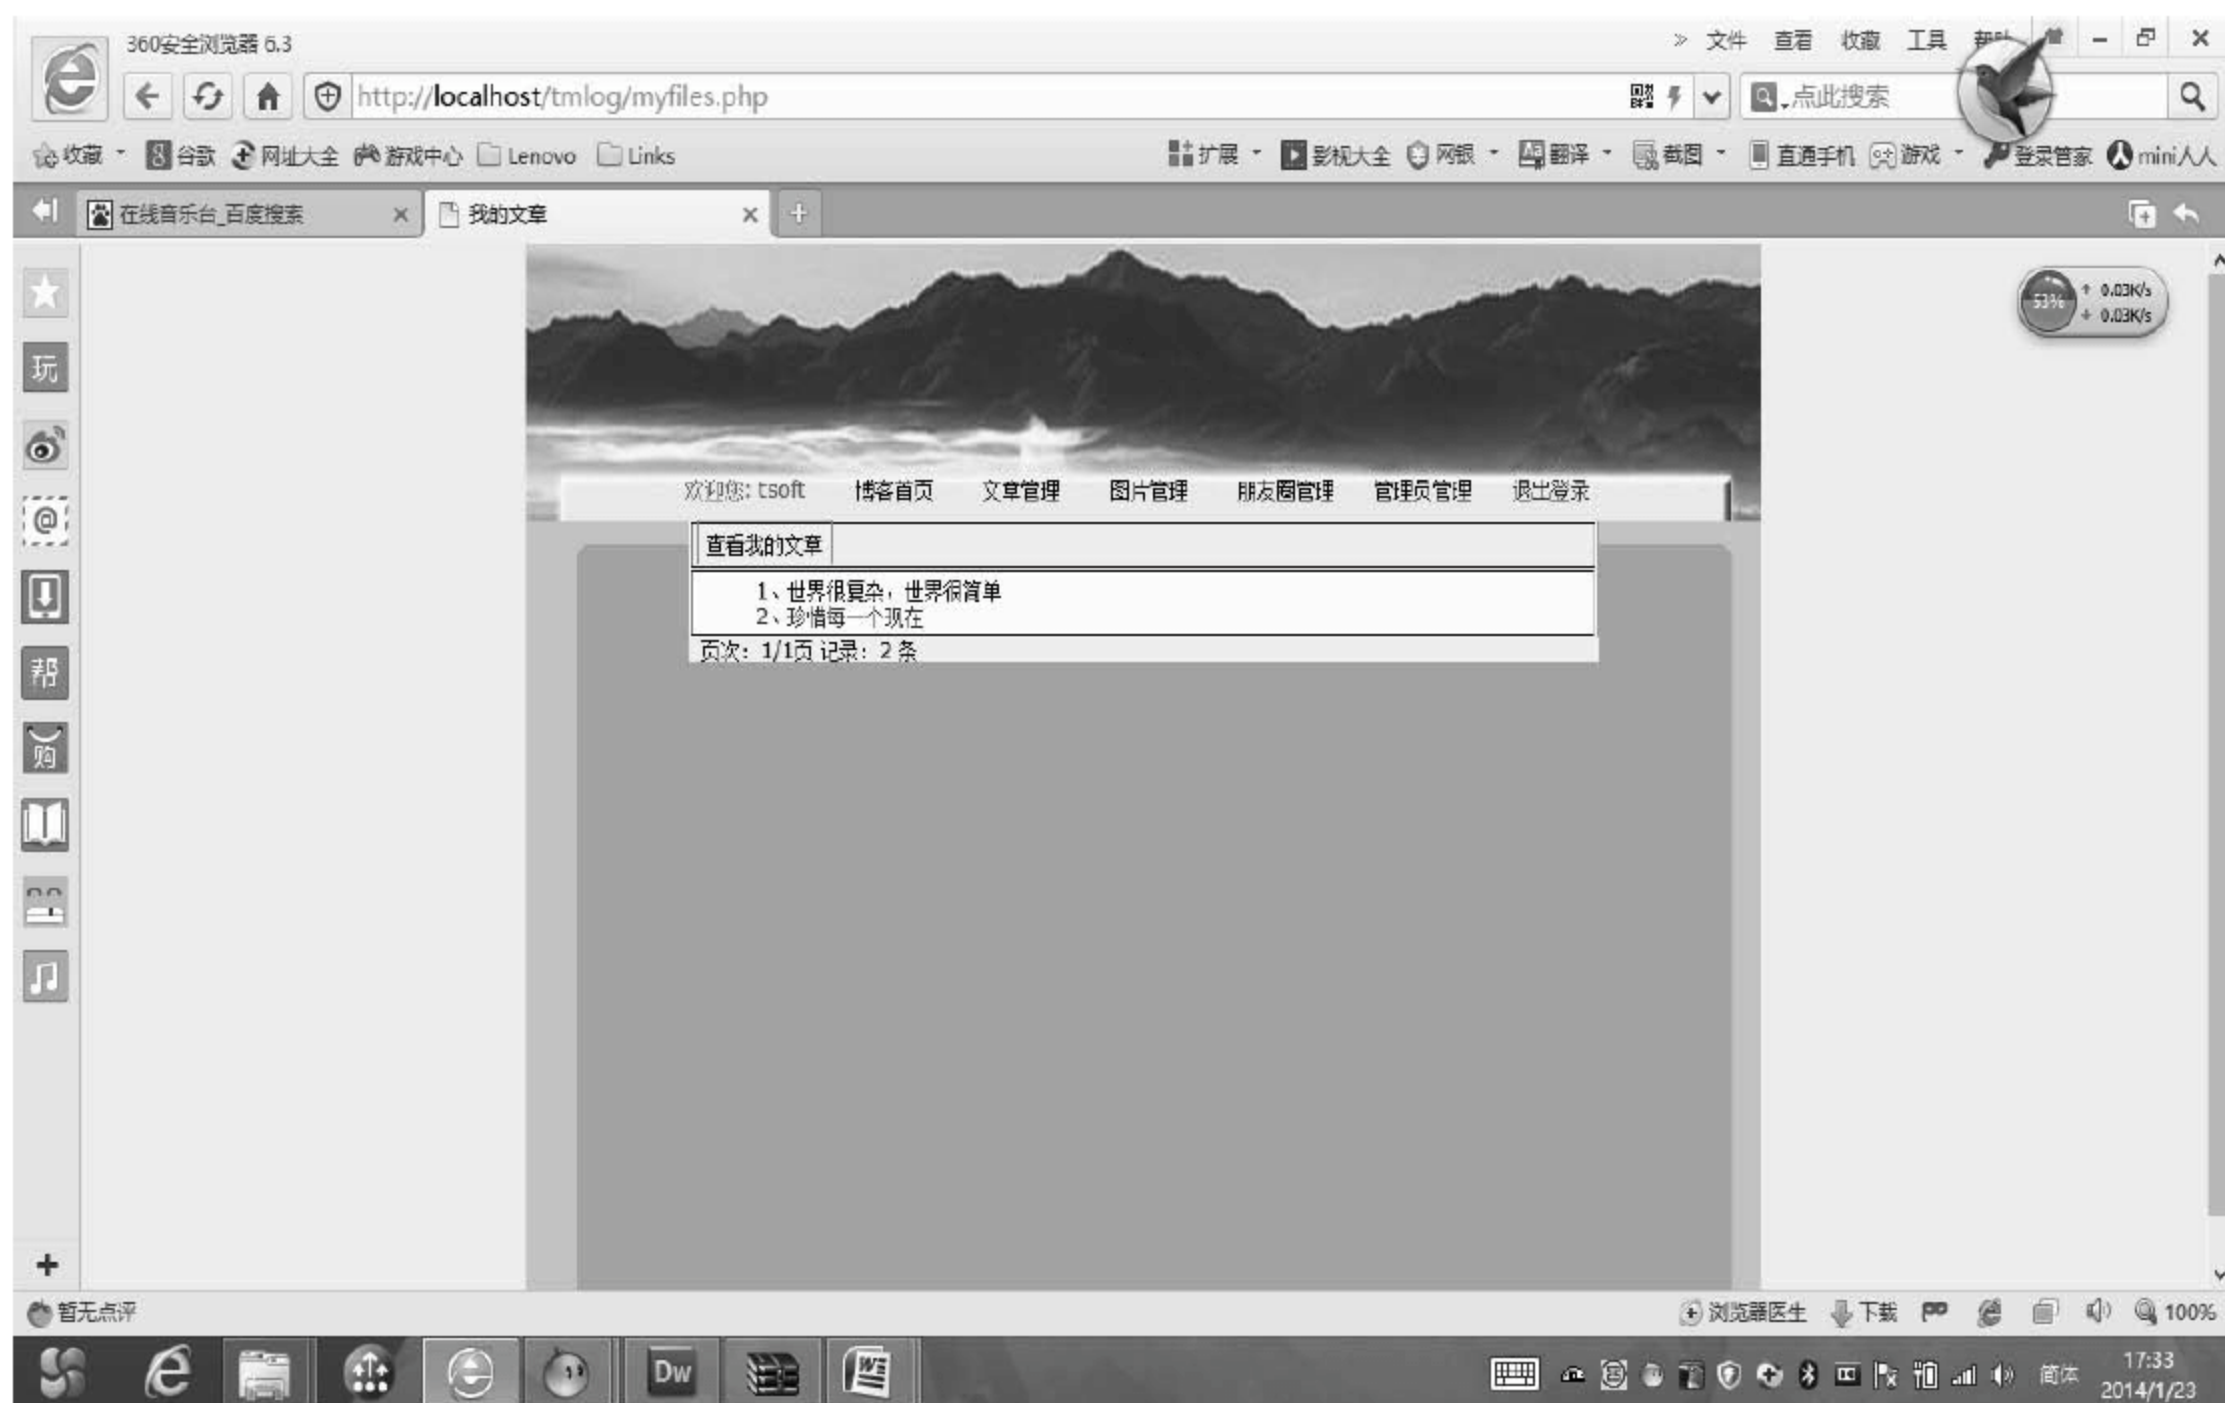 360安全浏览器 6.3
» 文件 查看 收藏 工具
http://localhost/tmlog/myfiles.php
点此搜索
收藏 谷歌 网址大全 游戏中心 Lenovo Links
扩展 影视大全 网银 翻译 截图 直通手机 游戏 登录管家 mini人人
在线音乐台_百度搜索
我的文章
玩
53%
0.03K/s
0.03K/s
欢迎您: tsoft 博客首页 文章管理 图片管理 朋友圈管理 管理员管理 退出登录
@
查看我的文章
1、世界很复杂，世界很简单
2、珍惜每一个现在
页次：1/1页 记录：2 条
帮
购
暂无点评
浏览器医生 下载 100%
Dw
简体
17:33
2014/1/23